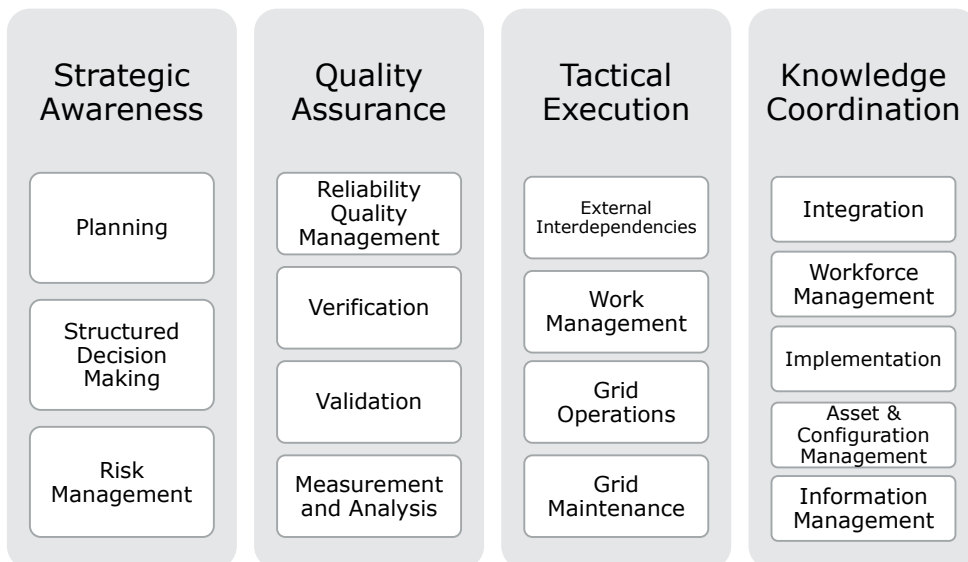 Strategic
Awareness
Planning
Structured
Decision
Making
Risk
Management
Quality
Assurance
Reliability
Quality
Management
Verification
Validation
Measurement
and Analysis
Tactical
Execution
External
Interdependencies
Work
Management
Grid
Operations
Grid
Maintenance
Knowledge
Coordination
Integration
Workforce
Management
Implementation
Asset &
Configuration
Management
Information
Management